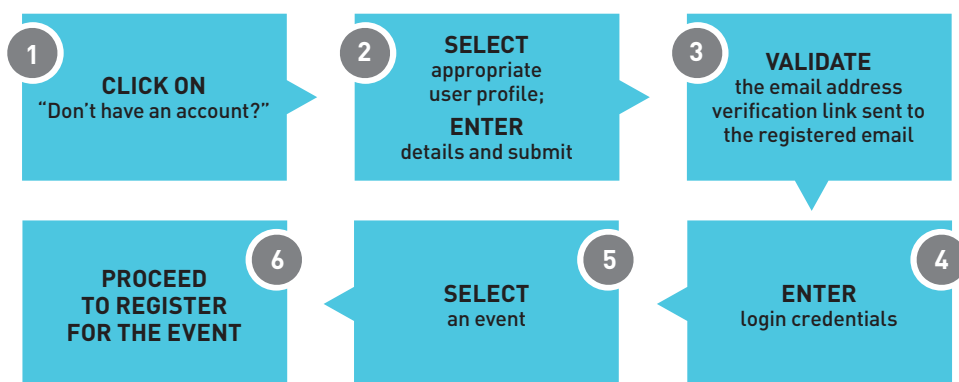 1
CLICK ON
“Don’t have an account?”
2
SELECT
appropriate
user profile;
ENTER
details and submit
3
VALIDATE
the email address
verification link sent to
the registered email
4
ENTER
login credentials
5
SELECT
an event
6
PROCEED
TO REGISTER
FOR THE EVENT